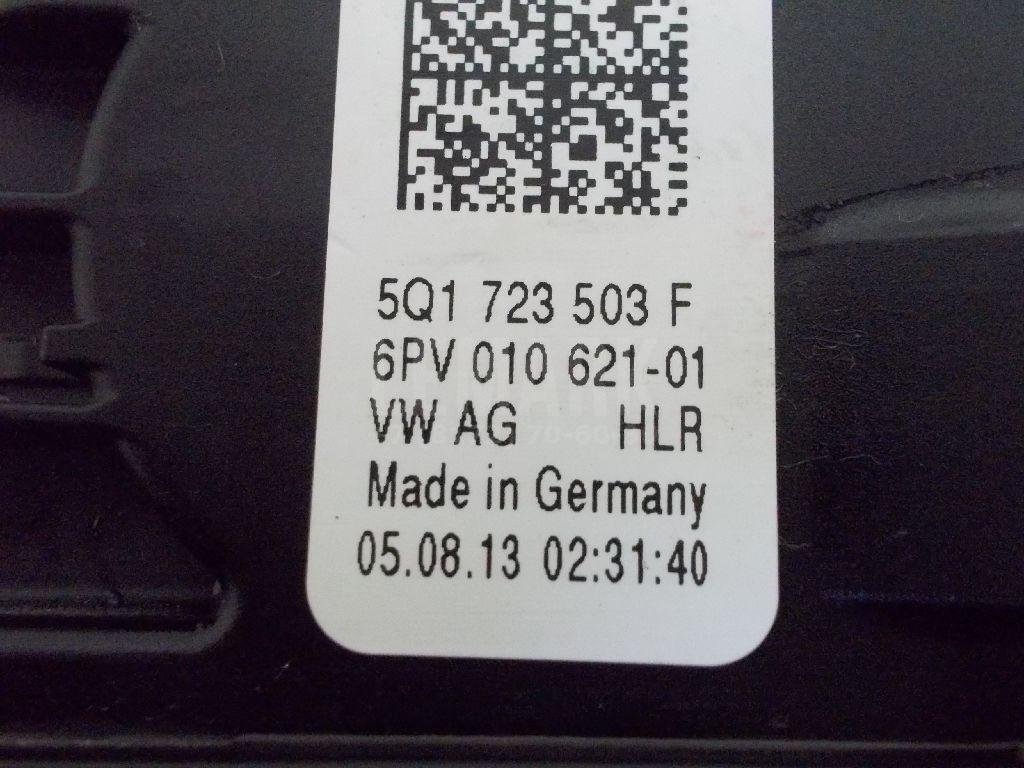 5Q1 723 503 F
6PV 010 621-01
VW AG HLR
Made in Germany
05.08.13 02:31:40